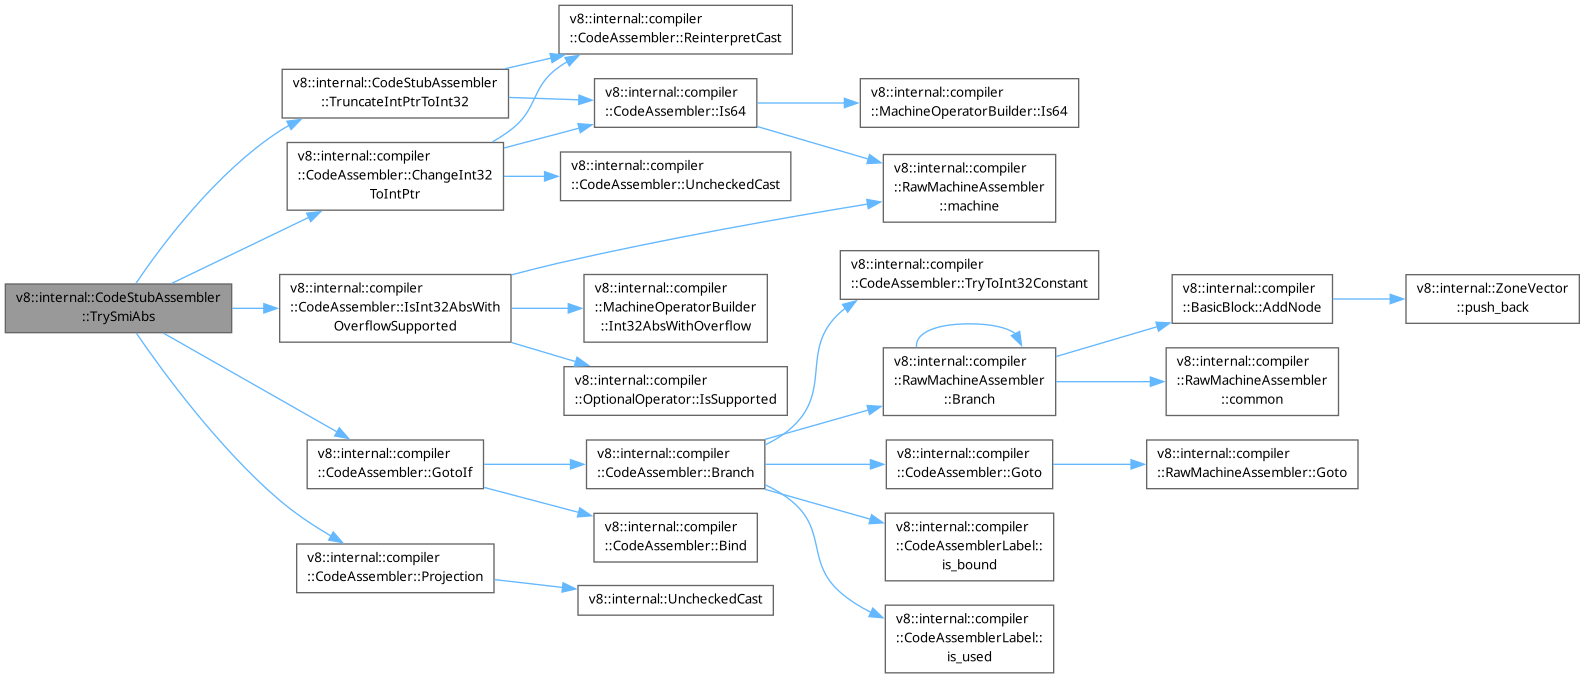 v8::internal::CodeStubAssembler
::TrySmiAbs
v8::internal::CodeStubAssembler
::TruncateIntPtrToInt32
v8::internal::compiler
::CodeAssembler::ChangeInt32
ToIntPtr
v8::internal::compiler
::CodeAssembler::IsInt32AbsWith
OverflowSupported
v8::internal::compiler
::CodeAssembler::GotoIf
v8::internal::compiler
::CodeAssembler::Projection
v8::internal::compiler
::CodeAssembler::ReinterpretCast
v8::internal::compiler
::CodeAssembler::Is64
v8::internal::compiler
::CodeAssembler::UncheckedCast
v8::internal::compiler
::MachineOperatorBuilder
::Int32AbsWithOverflow
v8::internal::compiler
::OptionalOperator::IsSupported
v8::internal::compiler
::CodeAssembler::Branch
v8::internal::compiler
::CodeAssembler::Bind
v8::internal::UncheckedCast
v8::internal::compiler
::MachineOperatorBuilder::Is64
v8::internal::compiler
::RawMachineAssembler
::machine
v8::internal::compiler
::CodeAssembler::TryToInt32Constant
v8::internal::compiler
::RawMachineAssembler
::Branch
v8::internal::compiler
::CodeAssembler::Goto
v8::internal::compiler
::CodeAssemblerLabel::
is_bound
v8::internal::compiler
::CodeAssemblerLabel::
is_used
v8::internal::compiler
::BasicBlock::AddNode
v8::internal::compiler
::RawMachineAssembler
::common
v8::internal::compiler
::RawMachineAssembler::Goto
v8::internal::ZoneVector
::push_back